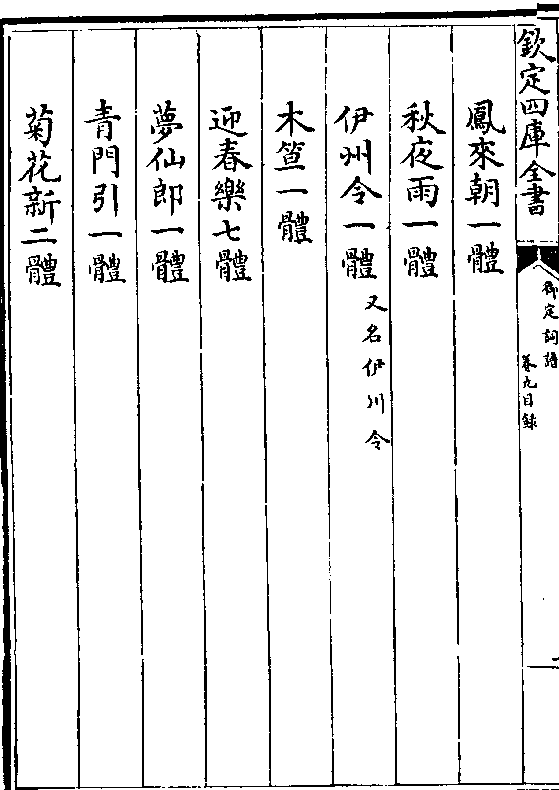 欽定四庫全書
御定詞譜
卷九目錄
鳳來朝一體
秋夜雨一體
伊州令一體 又名伊川令
木笪一體
迎春樂七體
夢仙郎一體
青門引一體
菊花新二體